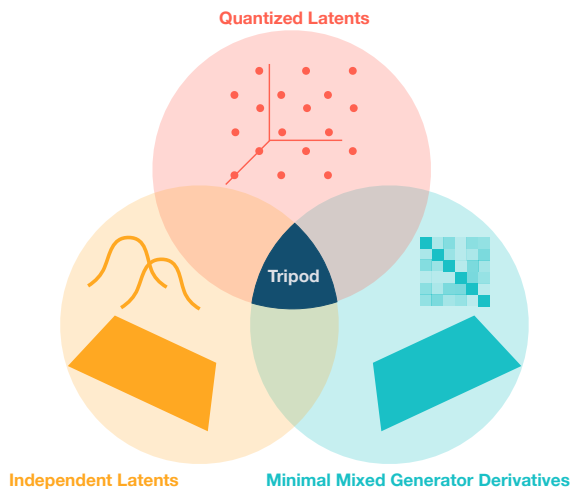 Quantized Latents
Tripod
Independent Latents
Minimal Mixed Generator Derivatives